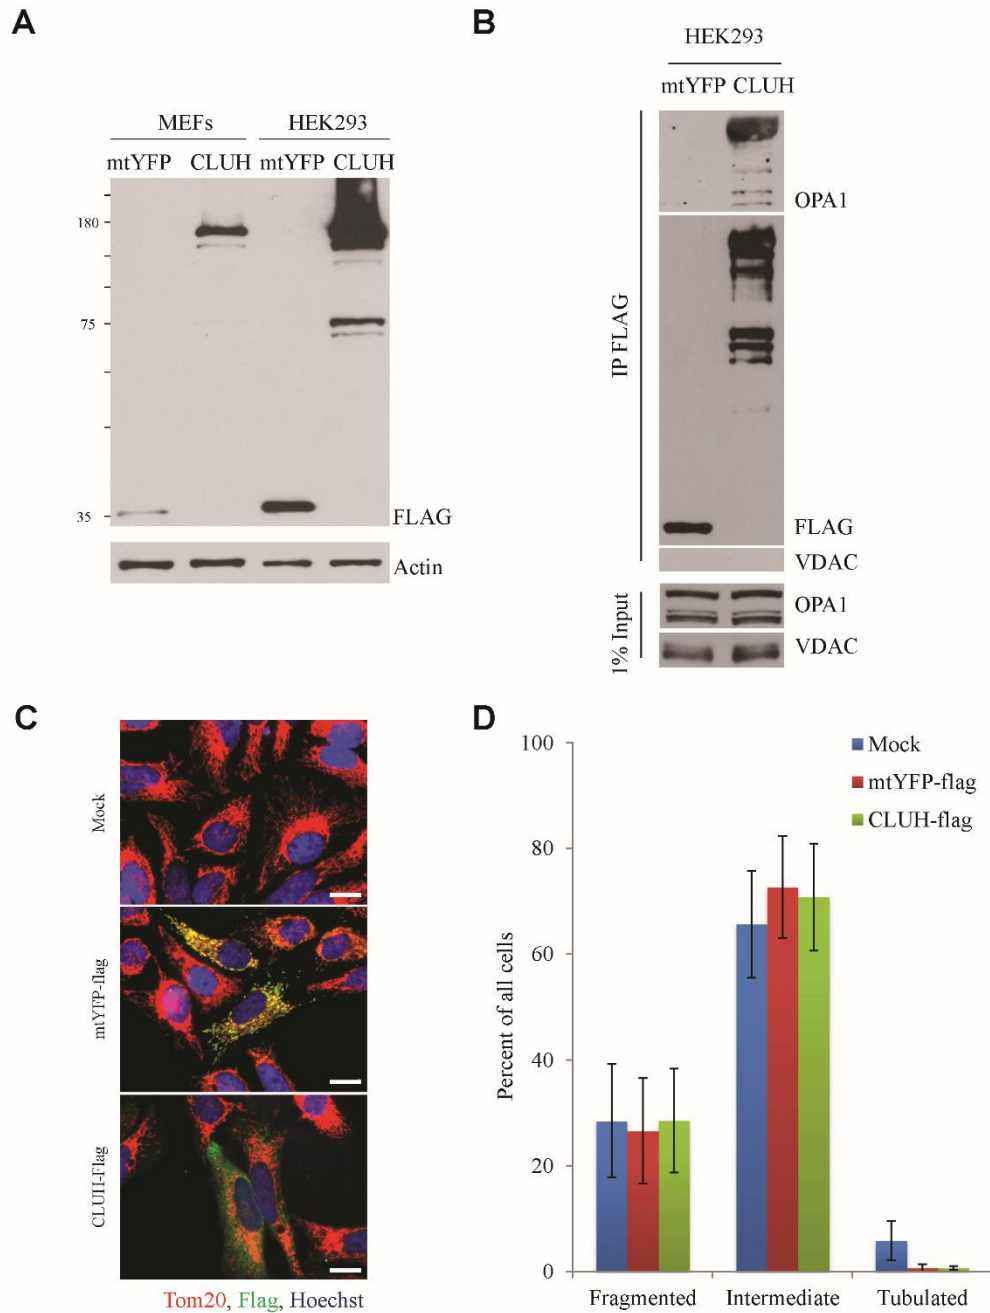 A
MEFs HEK293
mtYFP CLUH mtYFP CLUH
180
75
35
FLAG
Actin
B
HEK293
mtYFP CLUH
IP FLAG
OPA1
FLAG
VDAC
1% Input
OPA1
VDAC
C
Mock
mtYFP-flag
CLUH-Flag
Tom20, Flag, Hoechst
D
Percent of all cells
100
80
60
40
20
0
Mock
mtYFP-flag
CLUH-flag
Fragmented Intermediate Tubulated